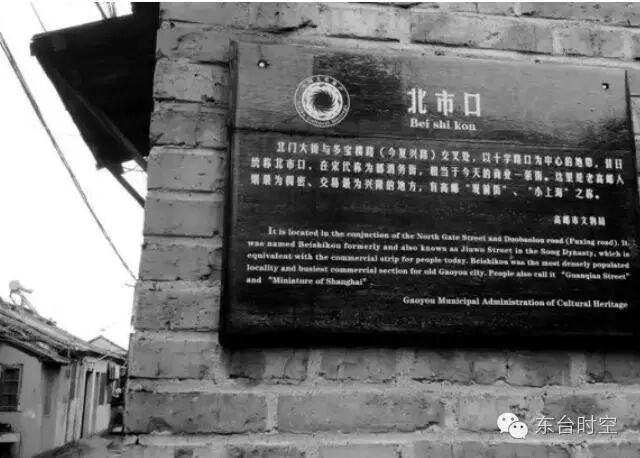 北市口
Bei shi kon
北门大街与多宝楼路（今复兴路）交叉处，以十字路口为中心的地带，昔日
统称北市口，在宋代称为都酒务街，相当于今天的商业一条街。这里是老高邮人
烟最为稠密、交易最为兴隆的地方，有高邮“观前街”、“小上海”之称。
高邮市文物局
It is located in the conjuction of the North Gate Street and Duobaolou road (Fuxing road). It
was named Beishikou formerly and also known as Jiuwu Street in the Song Dynasty, which is
equivalent with the commercial strip for people today. Beishikou was the most densely populated
locality and busiest commercial section for old Gaoyou city. People also call it “Guanqian Street”
and “Miniature of Shanghai”
Gaoyou Municipal Administration of Cultural Heritage
东台时空